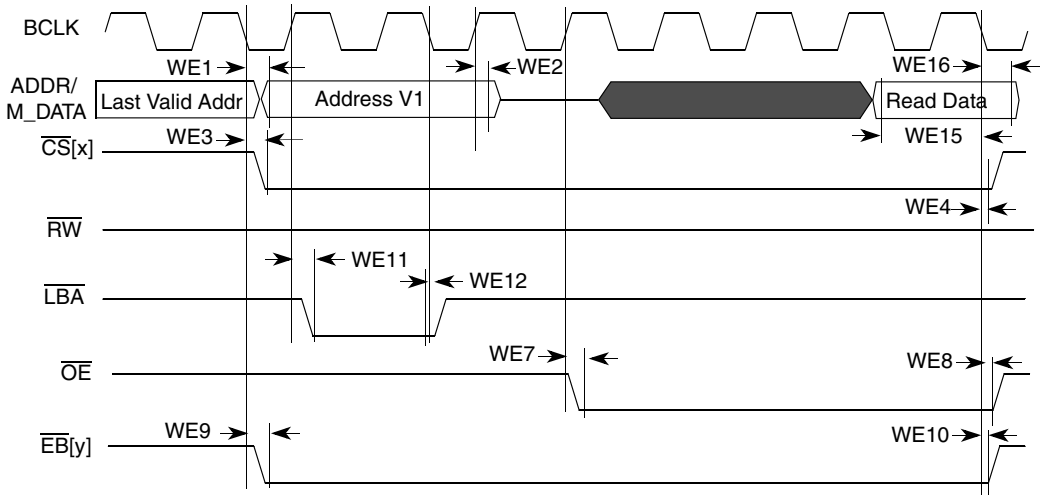 BCLK
WE1
WE2
WE16
ADDR/
M_DATA
Last Valid Addr
Address V1
Read Data
WE3
WE15
CS[x]
WE4
RW
WE11
WE12
LBA
WE7
WE8
OE
WE9
WE10
EB[y]